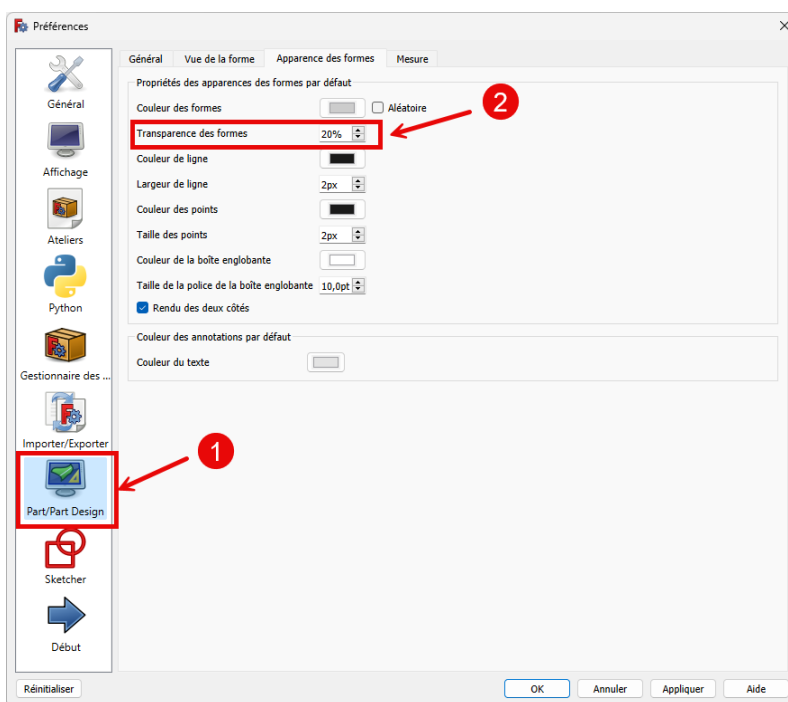 Préférences
Général
Affichage
Ateliers
Python
Gestionnaire des ...
Importer/Exporter
Part/Part Design
Sketcher
Début
Général Vue de la forme Apparence des formes Mesure
Propriétés des apparences des formes par défaut
Couleur des formes Aléatoire
2
Transparence des formes 20%
Couleur de ligne
Largeur de ligne 2px
Couleur des points
Taille des points 2px
Couleur de la boîte englobante
Taille de la police de la boîte englobante 10,0pt
Rendu des deux côtés
Couleur des annotations par défaut
Couleur du texte
1
Réinitialiser OK Annuler Appliquer Aide